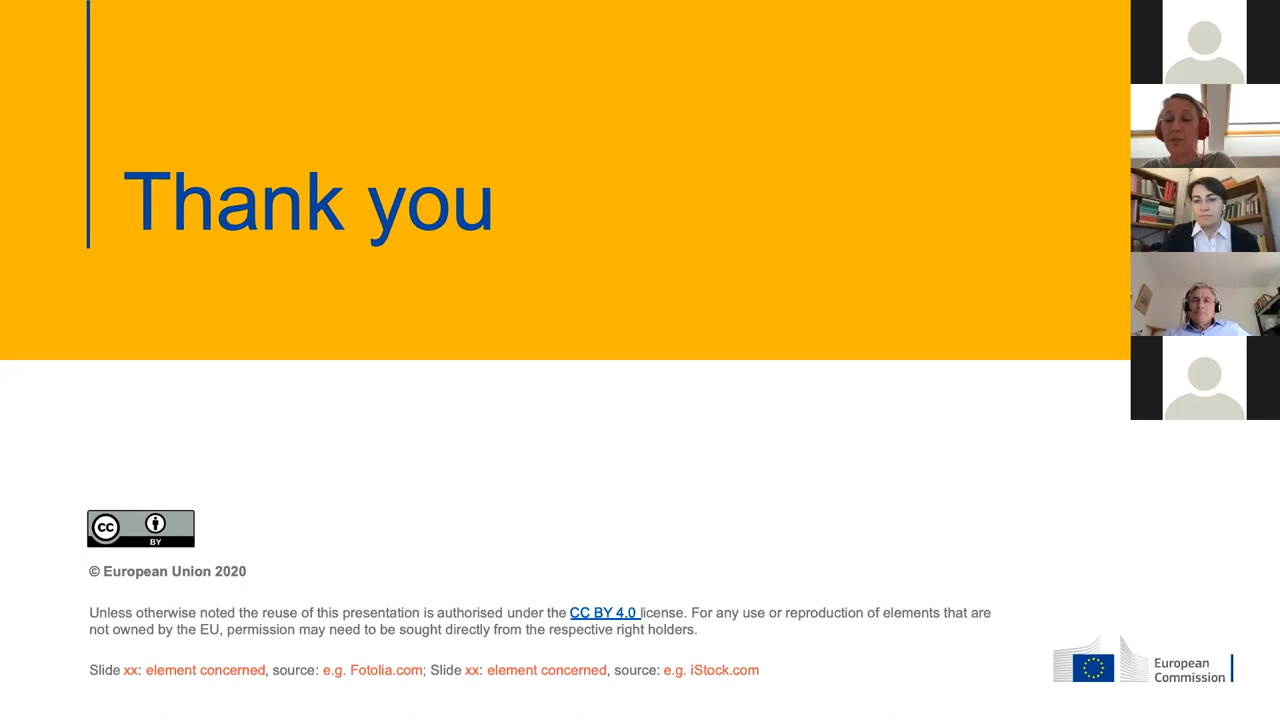 Thank you
cc
BY
© European Union 2020
Unless otherwise noted the reuse of this presentation is authorised under the CC BY 4.0 license. For any use or reproduction of elements that are
not owned by the EU, permission may need to be sought directly from the respective right holders.
Slide xx: element concerned, source: e.g. Fotolia.com; Slide xx: element concerned, source: e.g. iStock.com
European
Commission